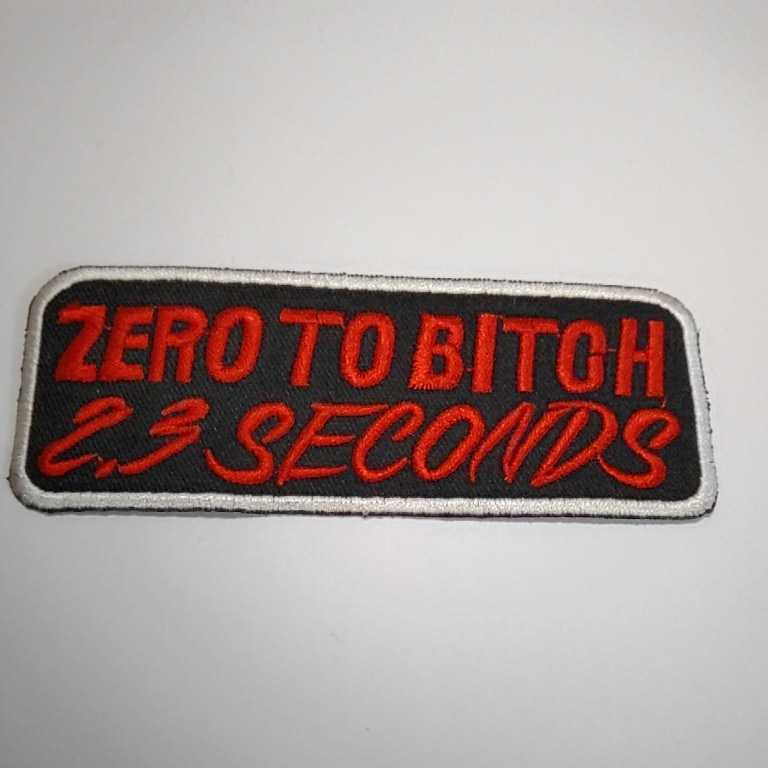 ZERO TO BITCH
2.3 SECONDS